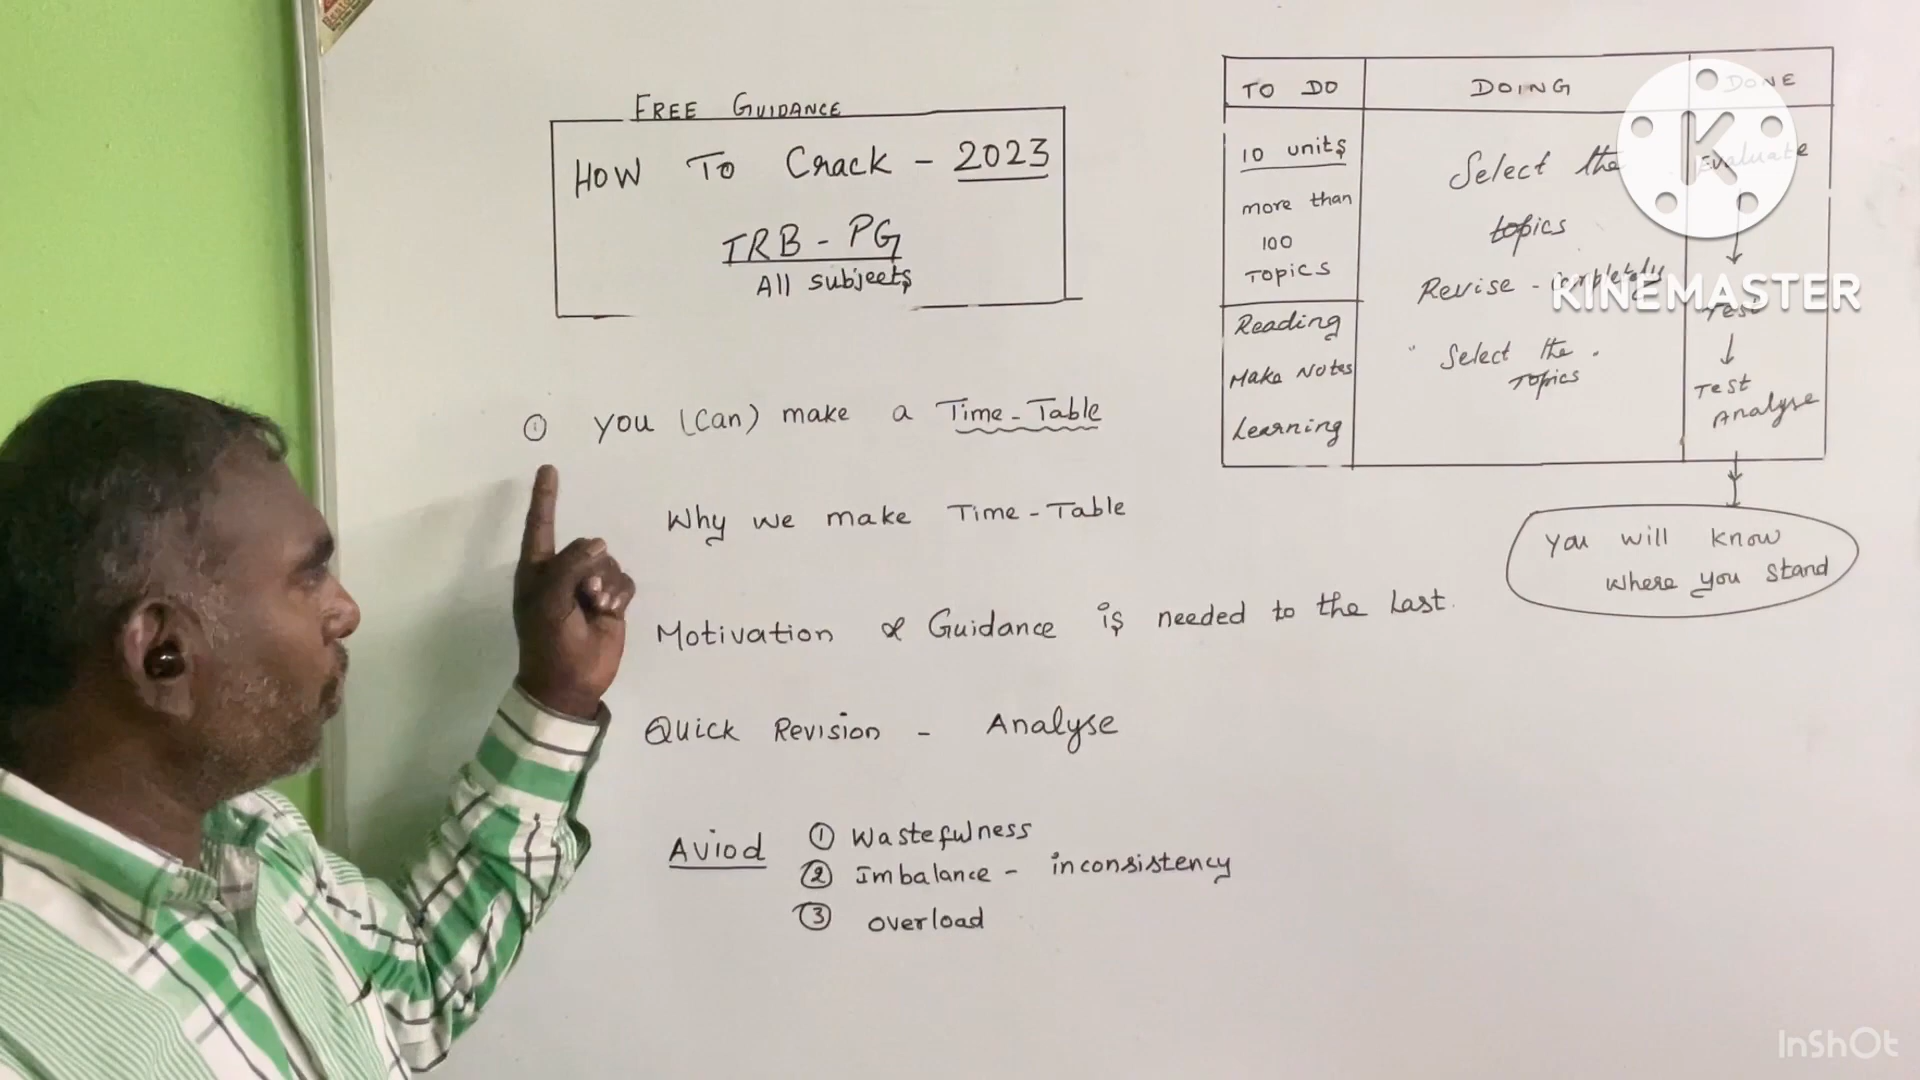 FREE GUIDANCE
HOW TO Crack - 2023
TRB - PG
All subjects
① YOU (Can) make a Time-Table
Why we make Time-Table
Motivation & Guidance is needed to the last.
Quick Revision - Analyse
Aviod
① Wastefulness
② Imbalance - inconsistency
③ overload
TO DO
10 units
more than
100
Topics
Reading
Make Notes
Learning
DOING
Select the
topics
Revise - completely
Select the
Topics
DONE
Evaluate
Test
Test
Analyse
You will know
where you stand
K
KINEMASTER
InShOt